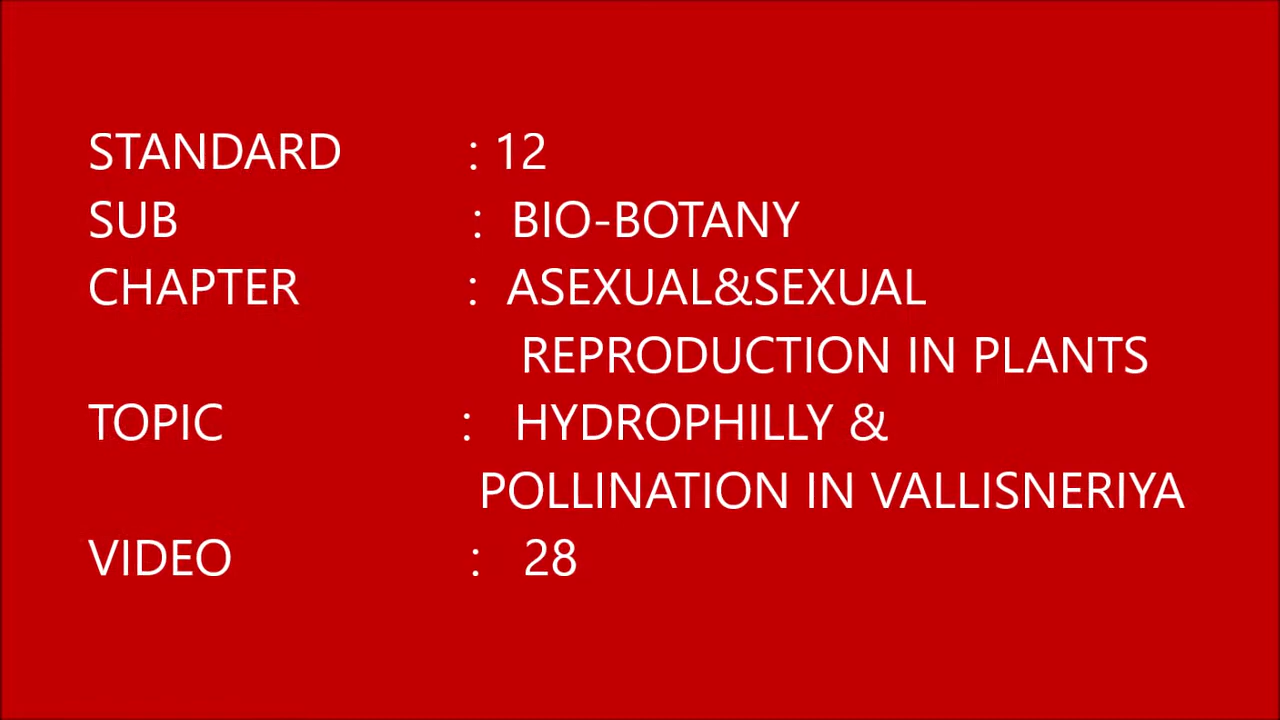 STANDARD : 12
SUB : BIO-BOTANY
CHAPTER : ASEXUAL&SEXUAL
REPRODUCTION IN PLANTS
TOPIC : HYDROPHILLY &
POLLINATION IN VALLISNERIYA
VIDEO : 28